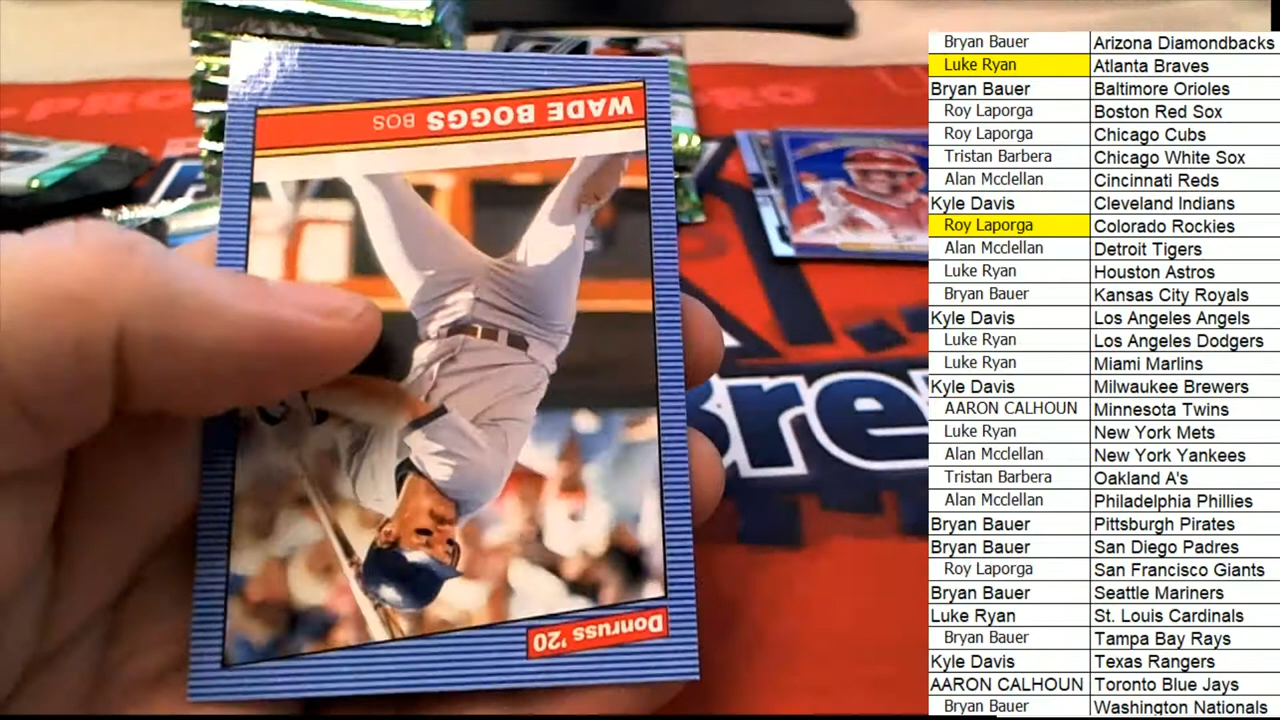 WADE BOGGS BOS
Donruss '20
Bre
Bryan Bauer Arizona Diamondbacks
Luke Ryan Atlanta Braves
Bryan Bauer Baltimore Orioles
Roy Laporga Boston Red Sox
Roy Laporga Chicago Cubs
Tristan Barbera Chicago White Sox
Alan Mcclellan Cincinnati Reds
Kyle Davis Cleveland Indians
Roy Laporga Colorado Rockies
Alan Mcclellan Detroit Tigers
Luke Ryan Houston Astros
Bryan Bauer Kansas City Royals
Kyle Davis Los Angeles Angels
Luke Ryan Los Angeles Dodgers
Luke Ryan Miami Marlins
Kyle Davis Milwaukee Brewers
AARON CALHOUN Minnesota Twins
Luke Ryan New York Mets
Alan Mcclellan New York Yankees
Tristan Barbera Oakland A's
Alan Mcclellan Philadelphia Phillies
Bryan Bauer Pittsburgh Pirates
Bryan Bauer San Diego Padres
Roy Laporga San Francisco Giants
Bryan Bauer Seattle Mariners
Luke Ryan St. Louis Cardinals
Bryan Bauer Tampa Bay Rays
Kyle Davis Texas Rangers
AARON CALHOUN Toronto Blue Jays
Bryan Bauer Washington Nationals